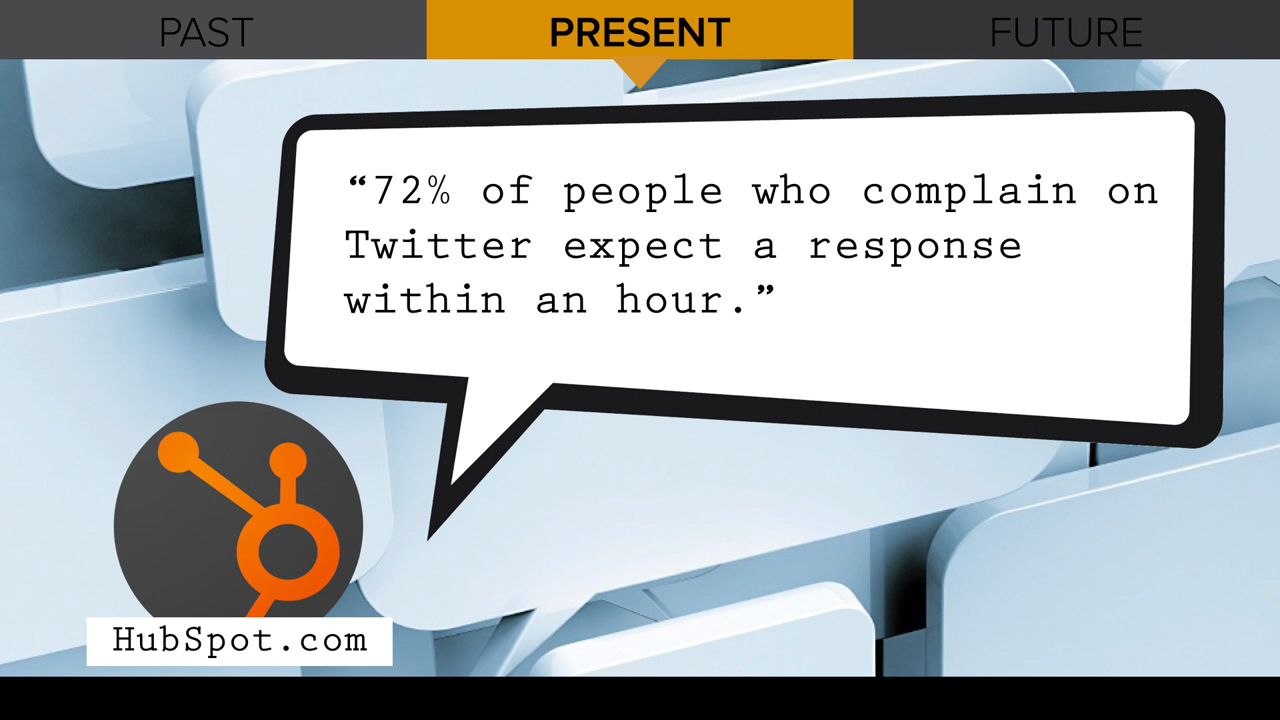 PAST
PRESENT
FUTURE
“72% of people who complain on
Twitter expect a response
within an hour.”
HubSpot.com